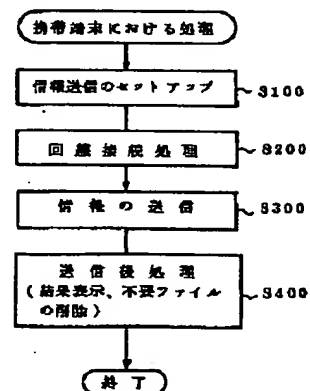 携帯端末における処理
情報送信のセットアップ
S100
回線接続処理
S200
情報の送信
S300
送信後処理
(結果表示、不要ファイル
の削除)
S400
終了